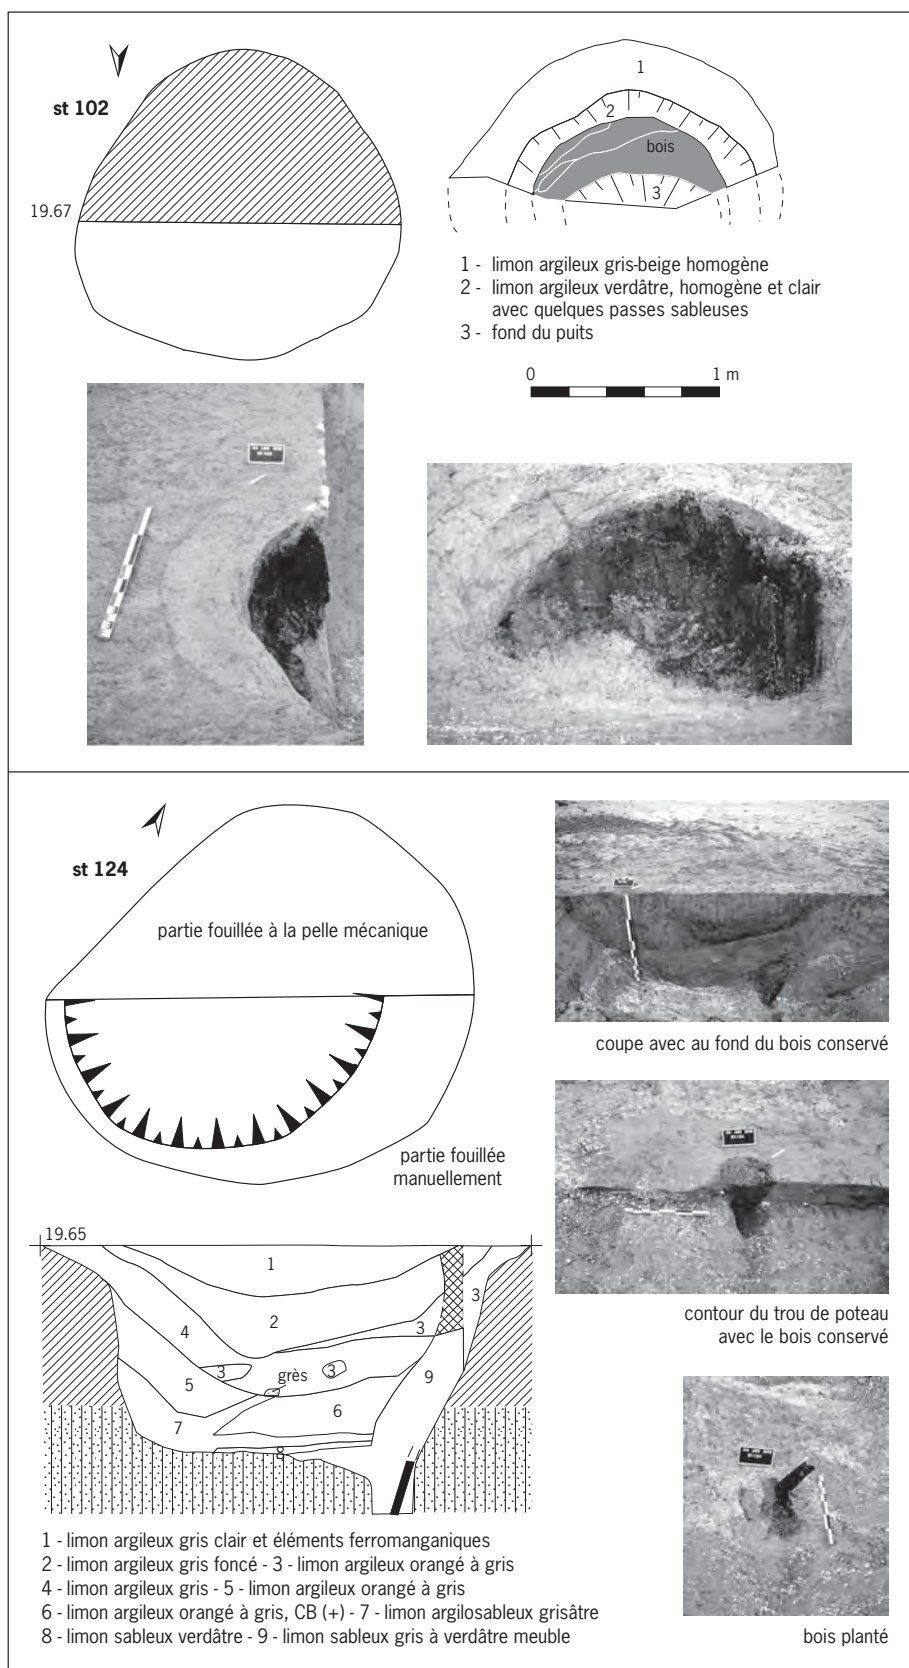 st 102
19.67
1
2
bois
3
1 - limon argileux gris-beige homogène
2 - limon argileux verdâtre, homogène et clair
avec quelques passes sableuses
3 - fond du puits
0 1 m
st 124
partie fouillée à la pelle mécanique
partie fouillée
manuellement
coupe avec au fond du bois conservé
contour du trou de poteau
avec le bois conservé
bois planté
19.65
1
2
3
3
4
3
grès
3
5
9
6
7
8
1 - limon argileux gris clair et éléments ferromanganiques
2 - limon argileux gris foncé - 3 - limon argileux orangé à gris
4 - limon argileux gris - 5 - limon argileux orangé à gris
6 - limon argileux orangé à gris, CB (+) - 7 - limon argilosableux grisâtre
8 - limon sableux verdâtre - 9 - limon sableux gris à verdâtre meuble